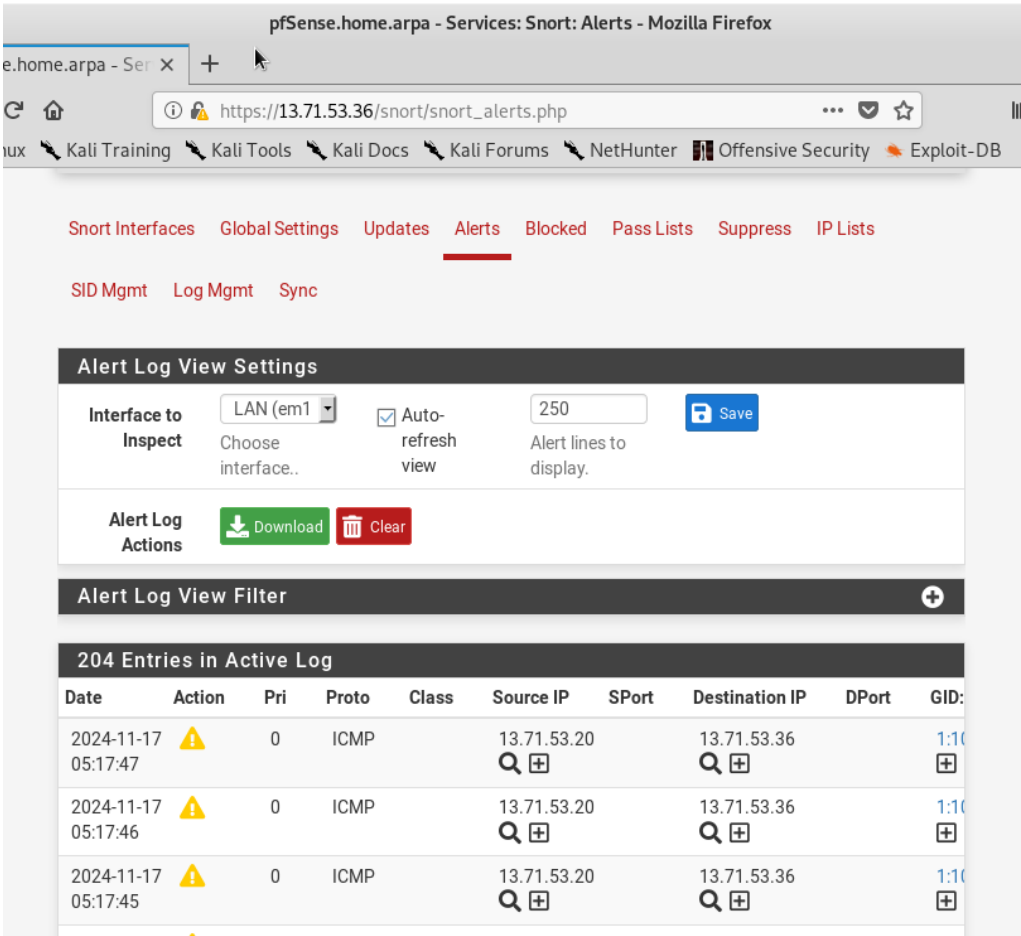 pfSense.home.arpa - Services: Snort: Alerts - Mozilla Firefox
e.home.arpa - Ser
https://13.71.53.36/snort/snort_alerts.php
Kali Training Kali Tools Kali Docs Kali Forums NetHunter Offensive Security Exploit-DB
Snort Interfaces Global Settings Updates Alerts Blocked Pass Lists Suppress IP Lists
SID Mgmt Log Mgmt Sync
Alert Log View Settings
Interface to Inspect
LAN (em1
Choose interface..
Auto-refresh view
250
Alert lines to display.
Save
Alert Log Actions
Download Clear
Alert Log View Filter
204 Entries in Active Log
Date Action Pri Proto Class Source IP SPort Destination IP DPort GID:
2024-11-17 0 ICMP 13.71.53.20 13.71.53.36 1:10
05:17:47
2024-11-17 0 ICMP 13.71.53.20 13.71.53.36 1:10
05:17:46
2024-11-17 0 ICMP 13.71.53.20 13.71.53.36 1:10
05:17:45